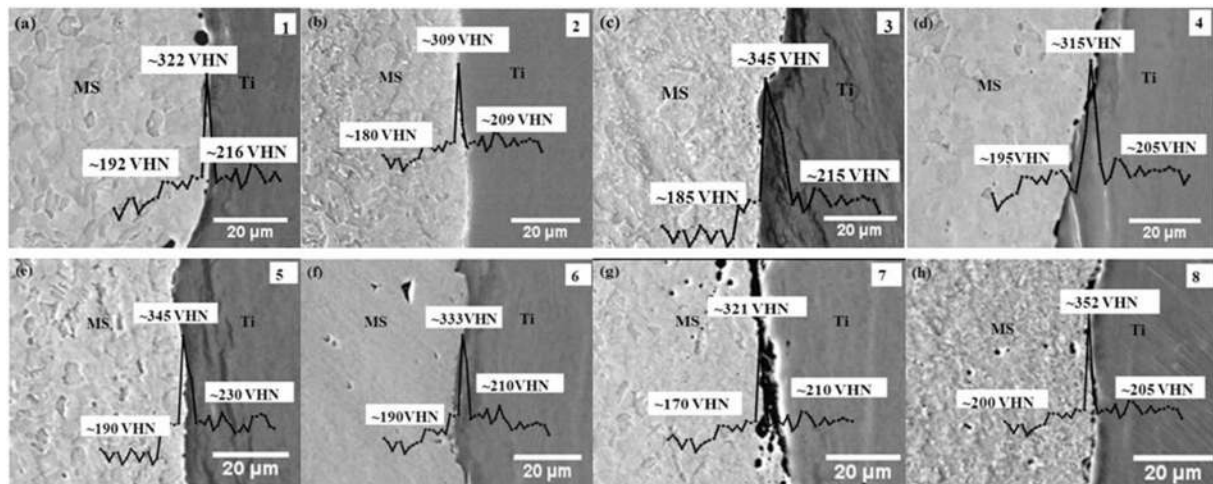 (a) 1
~322 VHN
MS Ti
~192 VHN ~216 VHN
20 µm
(b) 2
~309 VHN
MS Ti
~180 VHN ~209 VHN
20 µm
(c) 3
~345 VHN
MS Ti
~185 VHN ~215 VHN
20 µm
(d) 4
~315VHN
MS Ti
~195VHN ~205VHN
20 µm
(e) 5
MS ~345 VHN Ti
~190 VHN ~230 VHN
20 µm
(f) 6
MS ~333VHN Ti
~190VHN ~210VHN
20 µm
(g) 7
MS ~321 VHN Ti
~170 VHN ~210 VHN
20 µm
(h) 8
MS ~352 VHN Ti
~200 VHN ~205 VHN
20 µm